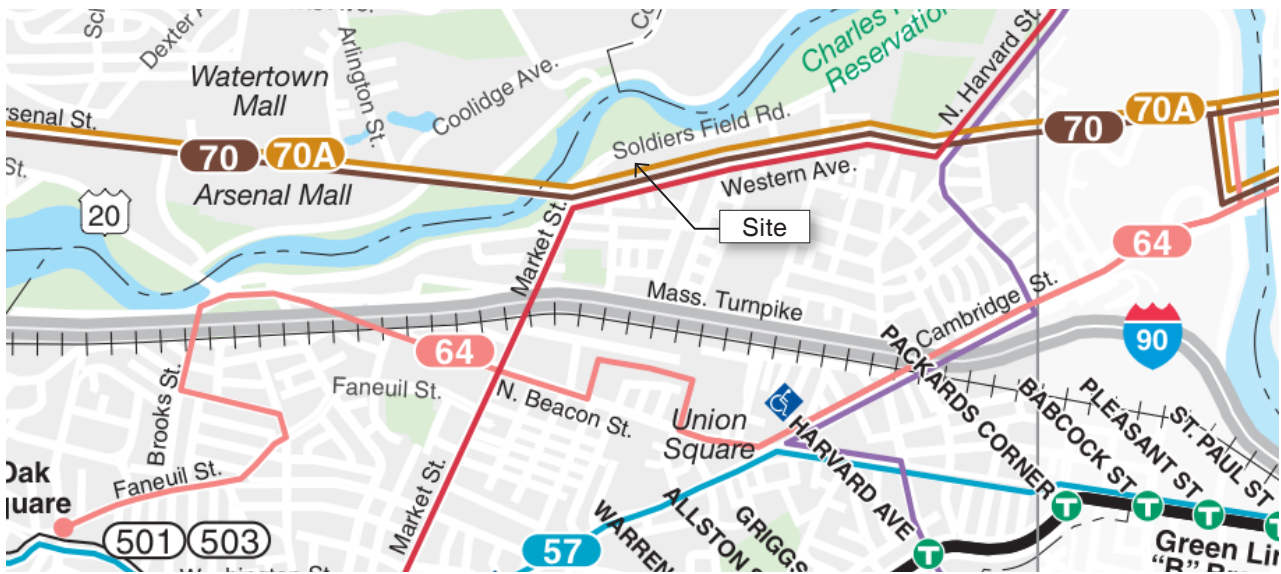 Dexter
Arlington St.
Coolidge Ave.
Watertown
Mall
Charles
Reservation
N. Harvard St.
rsenal St.
70
70A
Arsenal Mall
Soldiers Field Rd.
Western Ave.
70
70A
St.
20
Site
Market St.
64
Mass. Turnpike
Cambridge St.
90
64
Brooks St.
Faneuil St.
N. Beacon St.
Union
Square
PACKARDS CORNER
BABCOCK ST
PLEASANT ST
ST. PAUL ST
HARVARD AVE
Faneuil St.
Oak
quare
Market St.
501
503
57
WARREN
ALLSTON
GRIGGS
T
T
T
T
T
Green Lin
"B"